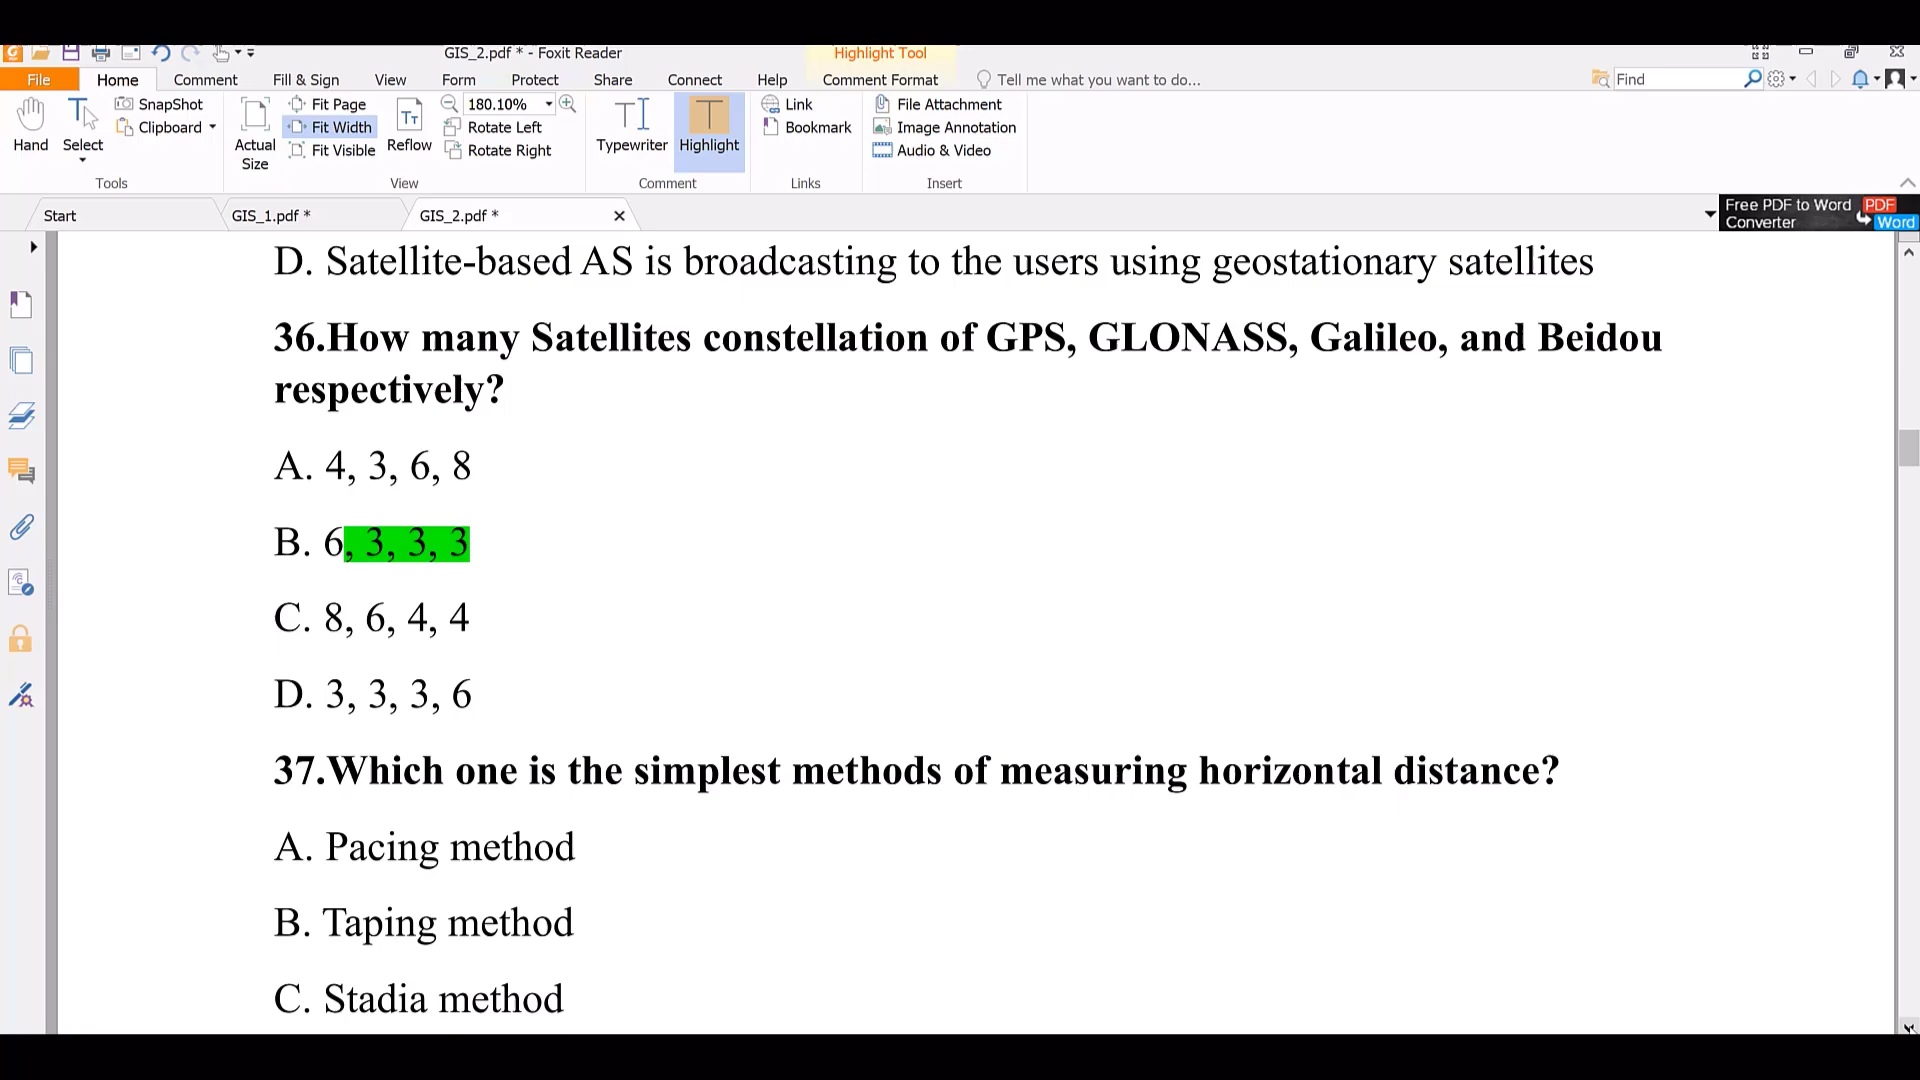 GIS_2.pdf * - Foxit Reader
Highlight Tool
File Home Comment Fill & Sign View Form Protect Share Connect Help Comment Format Tell me what you want to do... Find
Hand Select SnapShot Clipboard Actual Size Fit Page Fit Width Fit Visible Reflow 180.10% Rotate Left Rotate Right Typewriter Highlight Link Bookmark File Attachment Image Annotation Audio & Video
Tools View Comment Links Insert
Start GIS_1.pdf * GIS_2.pdf *
Free PDF to Word PDF
Converter Word
D. Satellite-based AS is broadcasting to the users using geostationary satellites
36.How many Satellites constellation of GPS, GLONASS, Galileo, and Beidou
respectively?
A. 4, 3, 6, 8
B. 6, 3, 3, 3
C. 8, 6, 4, 4
D. 3, 3, 3, 6
37.Which one is the simplest methods of measuring horizontal distance?
A. Pacing method
B. Taping method
C. Stadia method